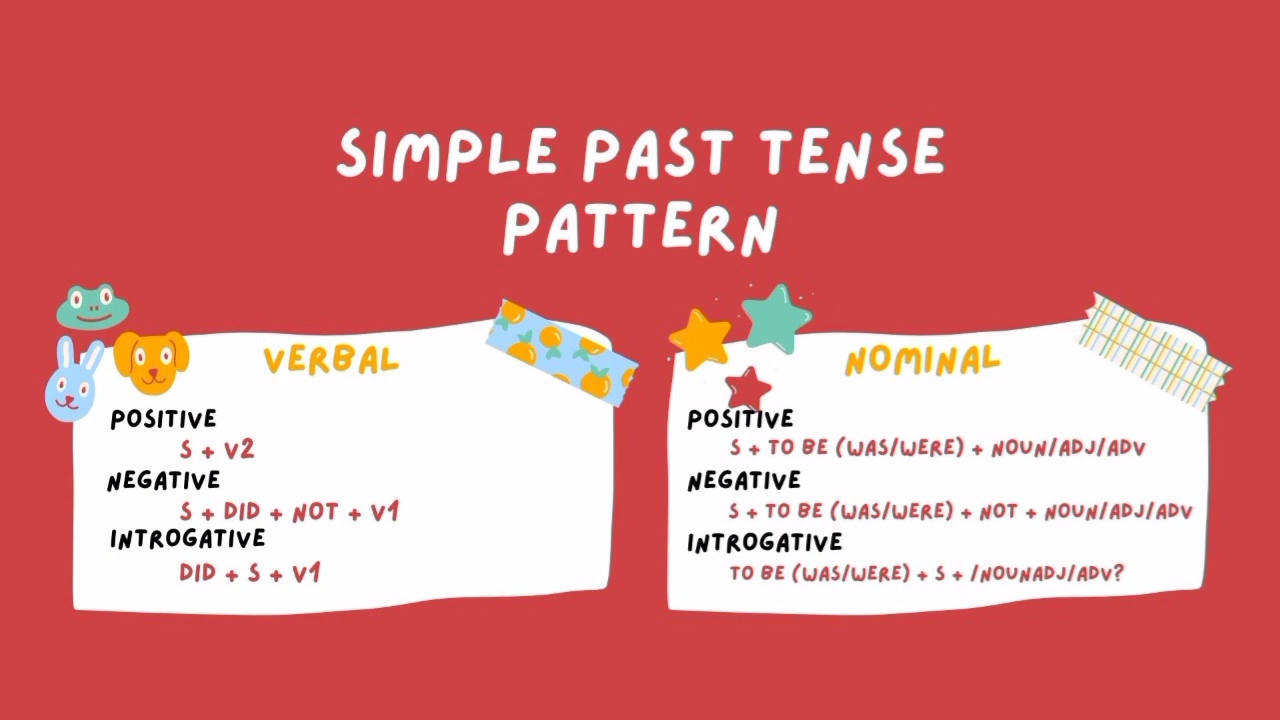 SIMPLE PAST TENSE
PATTERN
VERBAL
POSITIVE
S + V2
NEGATIVE
S + DID + NOT + V1
INTROGATIVE
DID + S + V1
NOMINAL
POSITIVE
S + TO BE (WAS/WERE) + NOUN/ADJ/ADV
NEGATIVE
S + TO BE (WAS/WERE) + NOT + NOUN/ADJ/ADV
INTROGATIVE
TO BE (WAS/WERE) + S + /NOUNADJ/ADV?